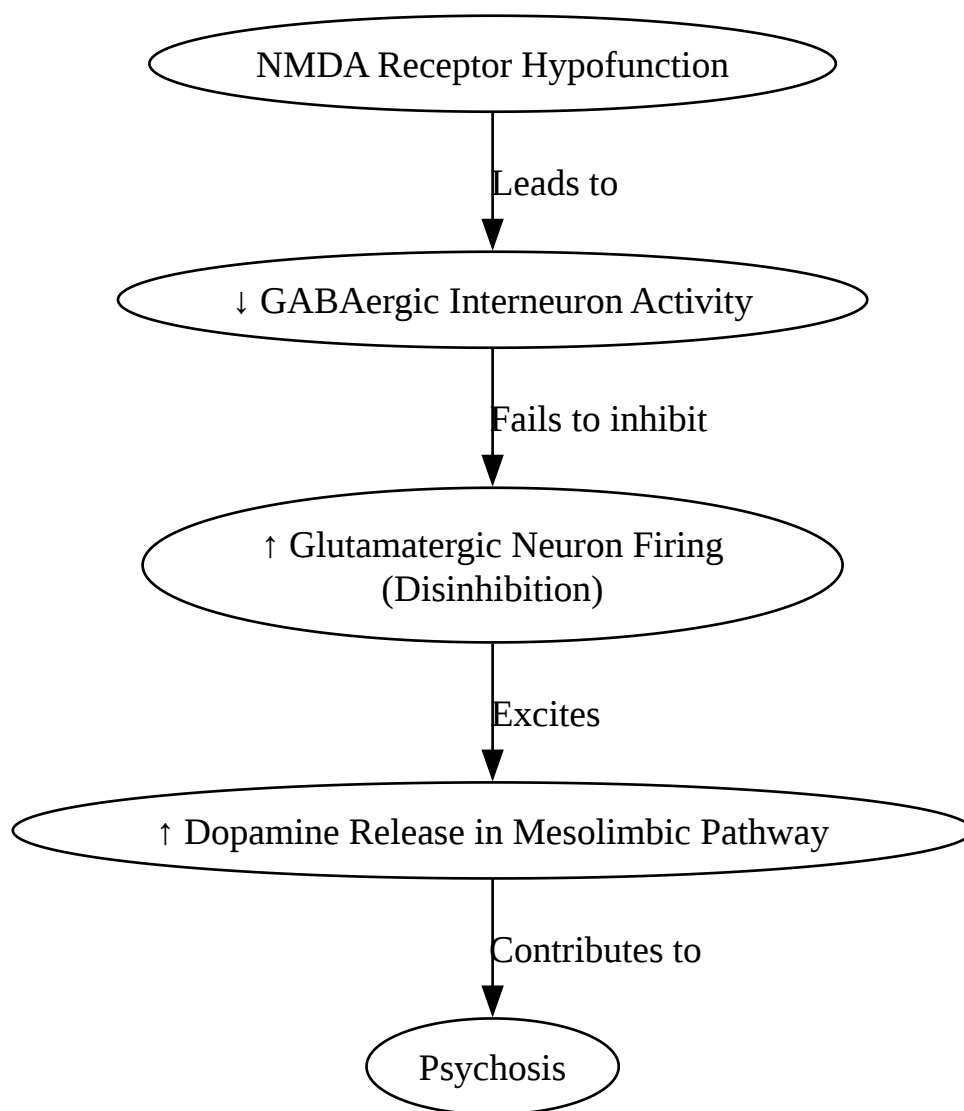 NMDA Receptor Hypofunction
Leads to
↓ GABAergic Interneuron Activity
Fails to inhibit
↑ Glutamatergic Neuron Firing
(Disinhibition)
Excites
↑ Dopamine Release in Mesolimbic Pathway
Contributes to
Psychosis